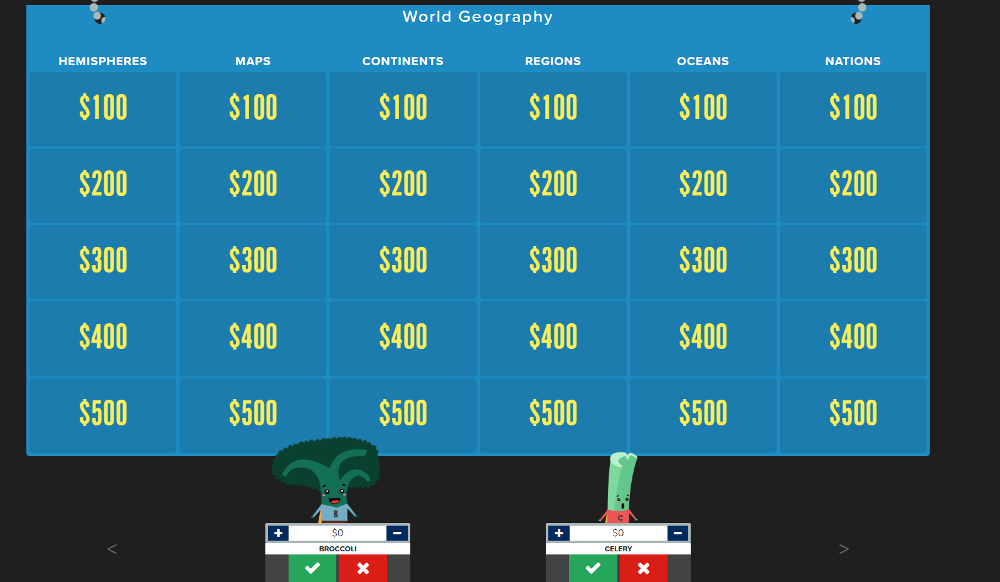 World Geography
HEMISPHERES MAPS CONTINENTS REGIONS OCEANS NATIONS
$100 $100 $100 $100 $100 $100
$200 $200 $200 $200 $200 $200
$300 $300 $300 $300 $300 $300
$400 $400 $400 $400 $400 $400
$500 $500 $500 $500 $500 $500
B C
+ $0 − + $0 −
BROCCOLI CELERY
< >